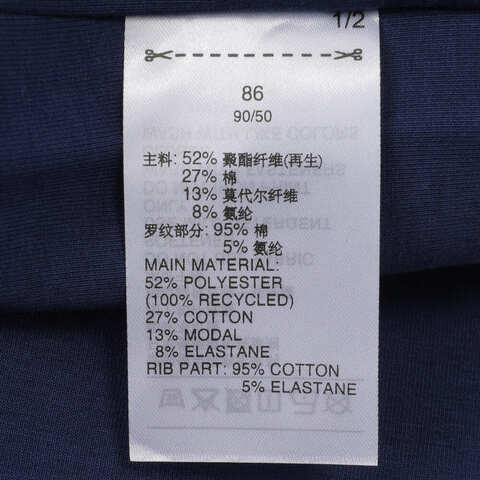 1/2
86
90/50
主料: 52% 聚酯纤维(再生)
27% 棉
13% 莫代尔纤维
8% 氨纶
罗纹部分: 95% 棉
5% 氨纶
MAIN MATERIAL:
52% POLYESTER
(100% RECYCLED)
27% COTTON
13% MODAL
8% ELASTANE
RIB PART: 95% COTTON
5% ELASTANE